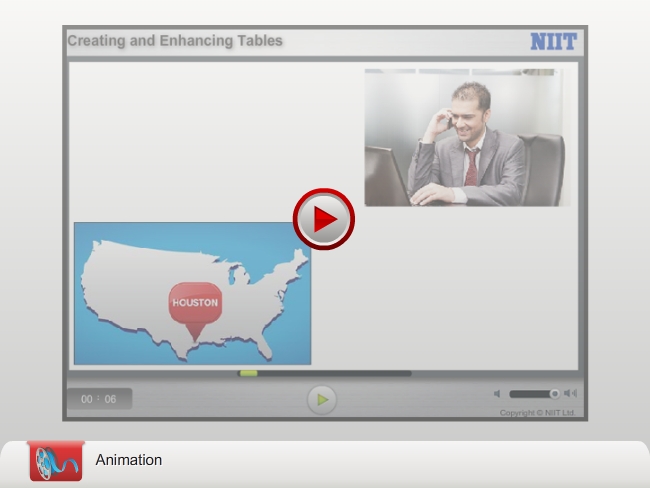 Creating and Enhancing Tables
NIIT
HOUSTON
00 : 06
Copyright © NIIT Ltd.
Animation